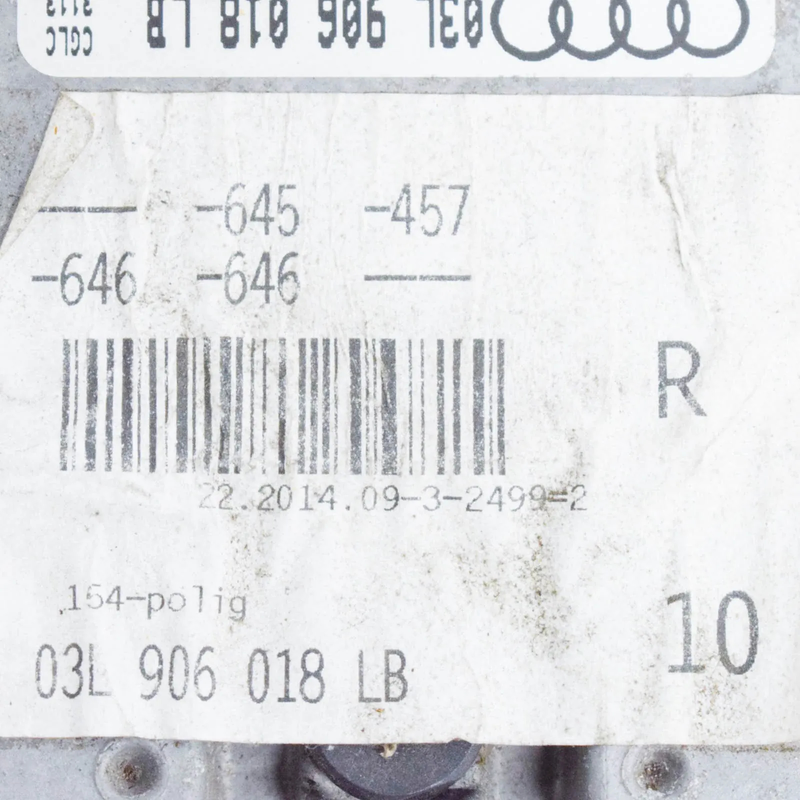 03L 906 018 LB
CGLC
3113
— -645 -457
-646 -646 —
R
22.2014.09-3-2499-2
,154-polig
10
03L 906 018 LB